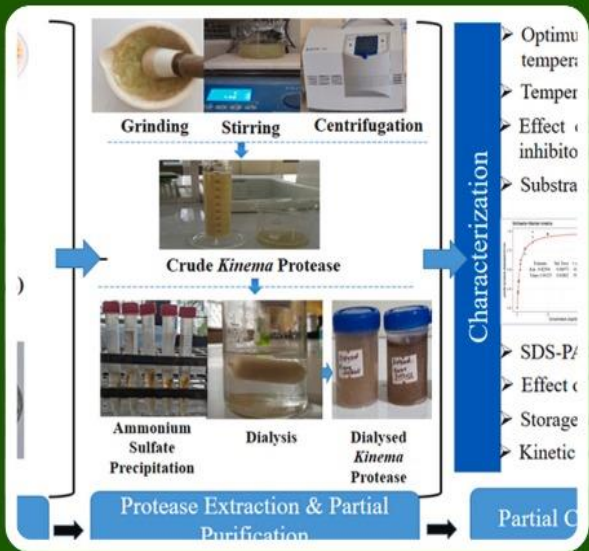 Grinding Stirring Centrifugation
Crude Kinema Protease
)
Ammonium
Sulfate
Precipitation
Dialysis
Dialysed
Kinema
Protease
Protease Extraction & Partial
Purification
Characterization
➢ Optimu
tempera
➢ Temper
➢ Effect o
inhibito
➢ Substra
➢ SDS-PA
➢ Effect o
➢ Storage
➢ Kinetic
Partial C